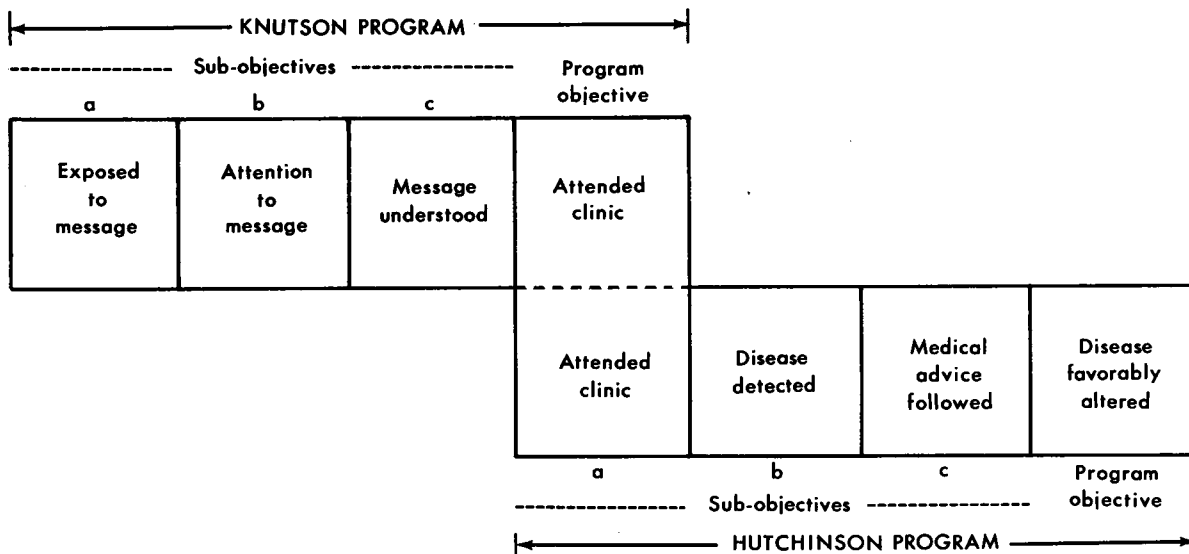 KNUTSON PROGRAM
Sub-objectives
Program
objective
a b c
Exposed
to
message
Attention
to
message
Message
understood
Attended
clinic
Attended
clinic
Disease
detected
Medical
advice
followed
Disease
favorably
altered
a b c
Program
objective
Sub-objectives
HUTCHINSON PROGRAM